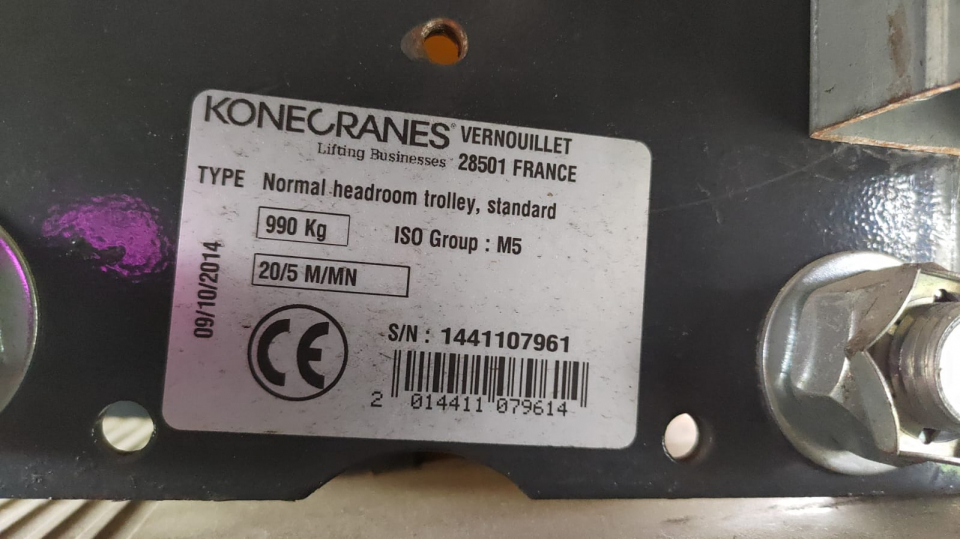 KONECRANES® VERNOUILLET
Lifting Businesses™ 28501 FRANCE
TYPE Normal headroom trolley, standard
990 Kg ISO Group : M5
20/5 M/MN
09/10/2014
CE
S/N : 1441107961
2 014411 079614